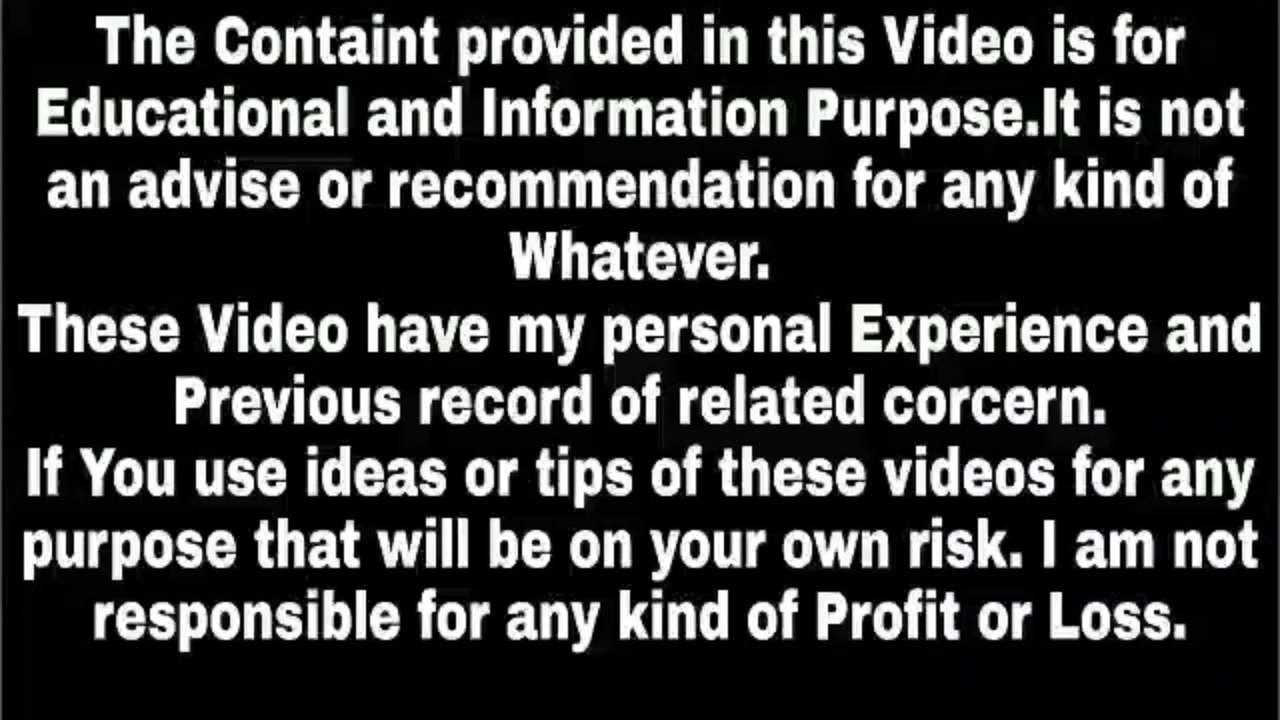 The Containt provided in this Video is for
Educational and Information Purpose.It is not
an advise or recommendation for any kind of
Whatever.
These Video have my personal Experience and
Previous record of related corcern.
If You use ideas or tips of these videos for any
purpose that will be on your own risk. I am not
responsible for any kind of Profit or Loss.